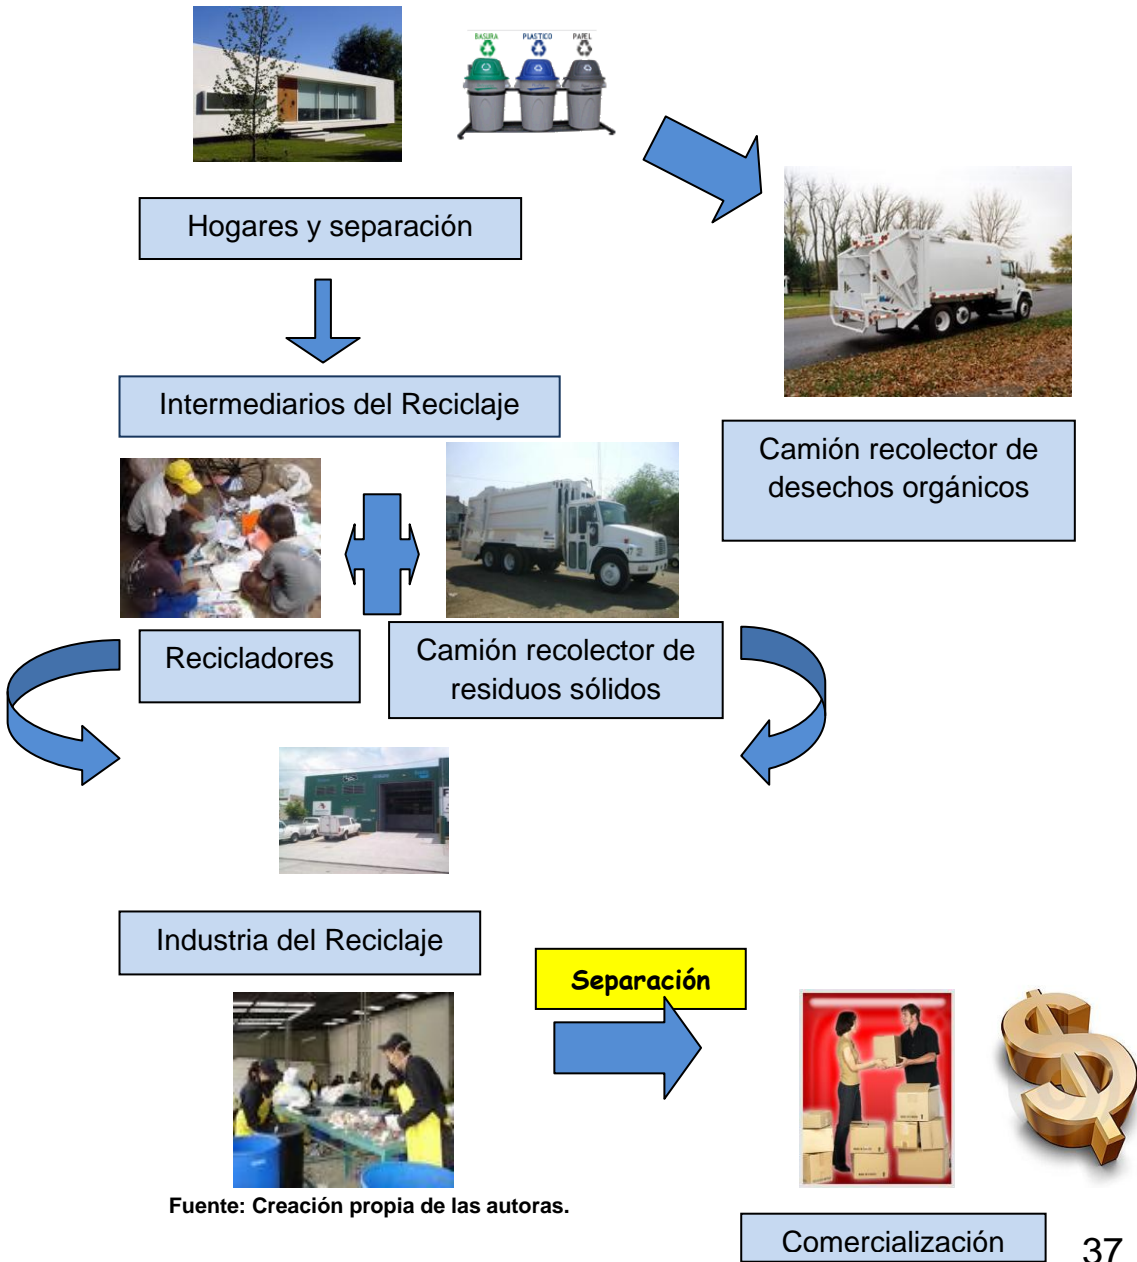 BASURA
PLASTICO
PAPEL
Hogares y separación
Intermediarios del Reciclaje
Camión recolector de
desechos orgánicos
Recicladores
Camión recolector de
residuos sólidos
Industria del Reciclaje
Separación
Fuente: Creación propia de las autoras.
Comercialización
37